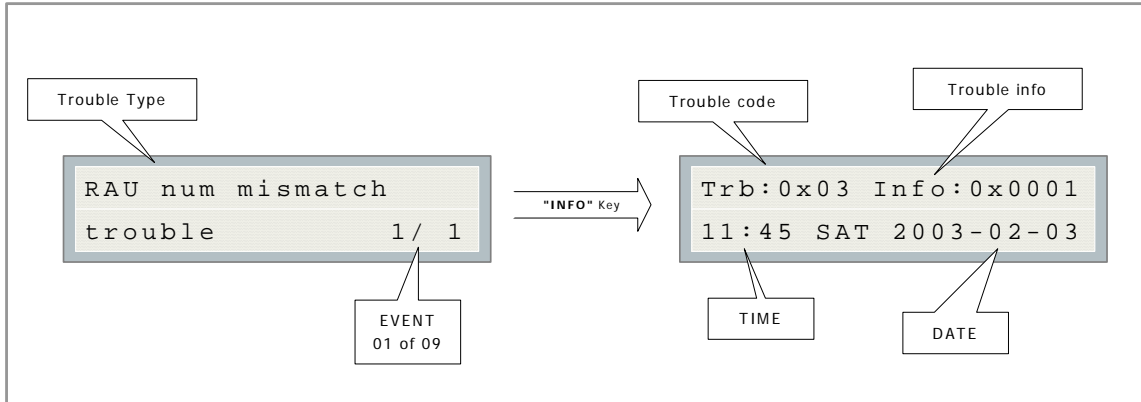 Trouble Type
RAU num mismatch
trouble 1/ 1
EVENT
01 of 09
"INFO" Key
Trouble code
Trouble info
Trb:0x03 Info:0x0001
11:45 SAT 2003-02-03
TIME
DATE